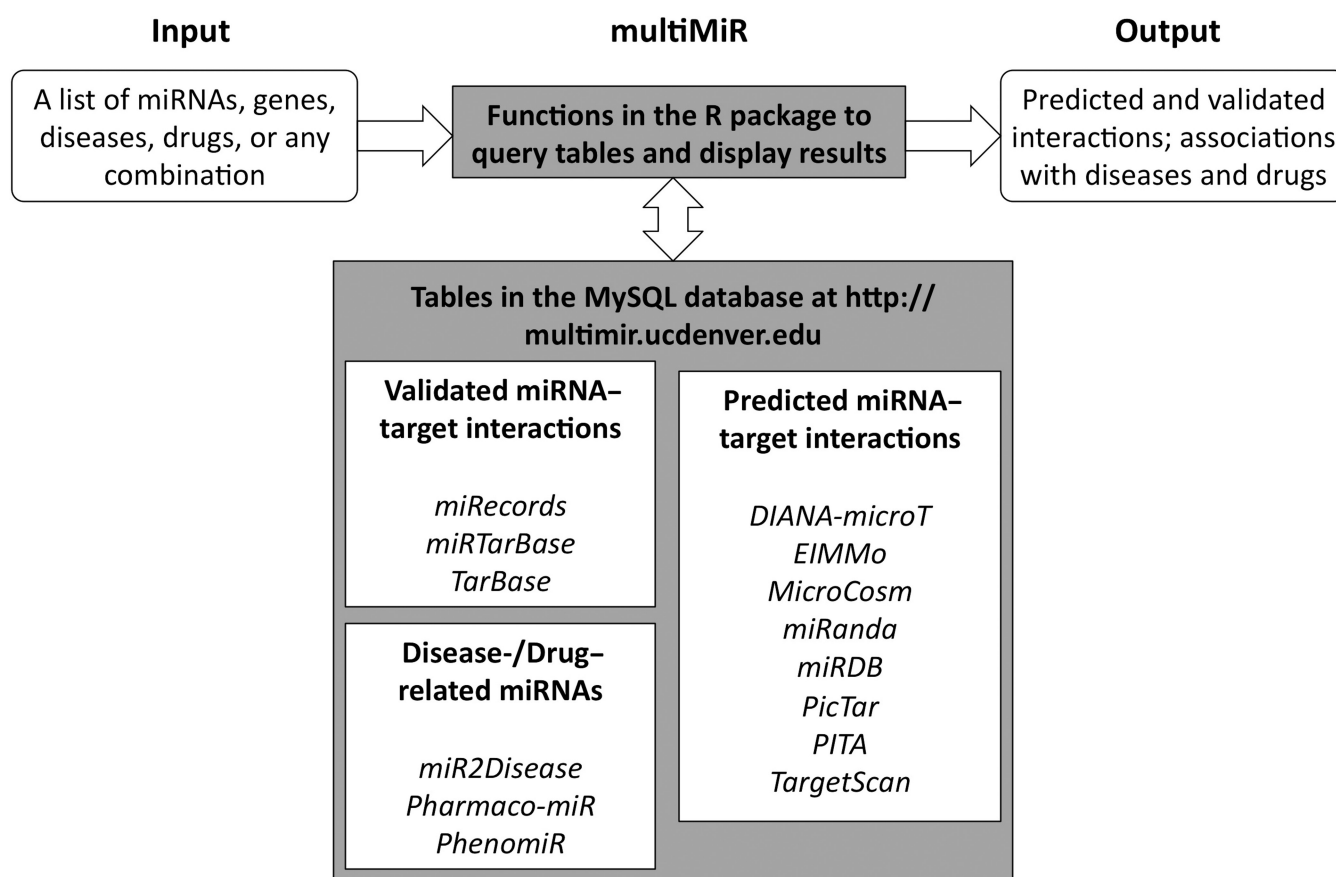 Input
multiMiR
Output
A list of miRNAs, genes,
diseases, drugs, or any
combination
Functions in the R package to
query tables and display results
Predicted and validated
interactions; associations
with diseases and drugs
Tables in the MySQL database at http://
multimir.ucdenver.edu
Validated miRNA–
target interactions
miRecords
miRTarBase
TarBase
Disease-/Drug–
related miRNAs
miR2Disease
Pharmaco-miR
PhenomiR
Predicted miRNA–
target interactions
DIANA-microT
EIMMo
MicroCosm
miRanda
miRDB
PicTar
PITA
TargetScan